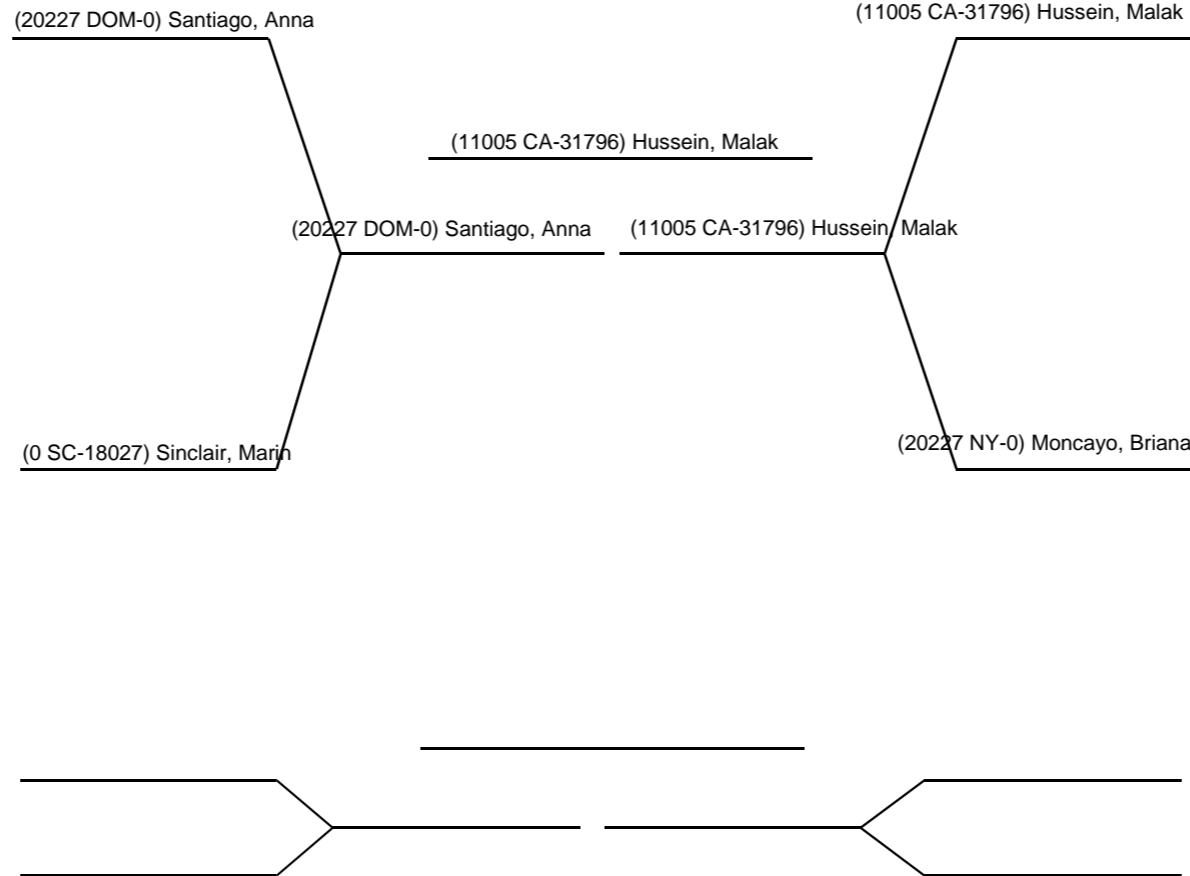 (20227 DOM-0) Santiago, Anna
(11005 CA-31796) Hussein, Malak
(11005 CA-31796) Hussein, Malak
(20227 DOM-0) Santiago, Anna
(11005 CA-31796) Hussein, Malak
(0 SC-18027) Sinclair, Marin
(20227 NY-0) Moncayo, Briana